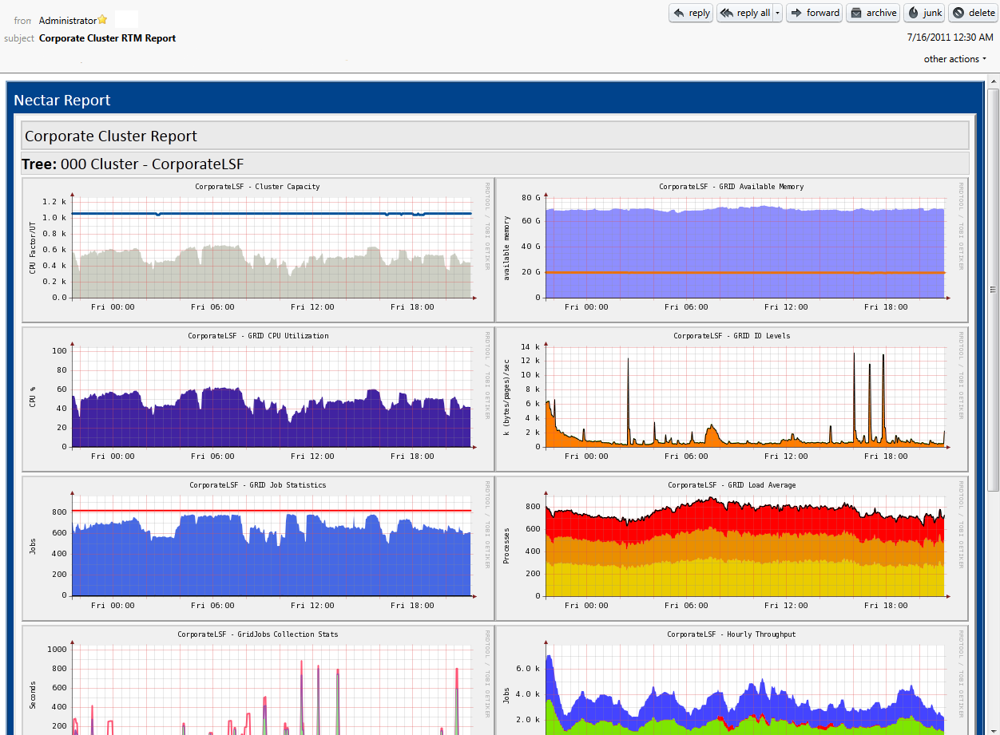 reply
reply all
forward
archive
junk
delete
from Administrator
subject Corporate Cluster RTM Report
7/16/2011 12:30 AM
other actions
Nectar Report
Corporate Cluster Report
Tree: 000 Cluster - CorporateLSF
CorporateLSF - Cluster Capacity
CPU Factor/UT
1.2 k
1.0 k
0.8 k
0.6 k
0.4 k
0.2 k
0.0
Fri 00:00 Fri 06:00 Fri 12:00 Fri 18:00
RRDTOOL / TOBI OETIKER
CorporateLSF - GRID Available Memory
available memory
80 G
60 G
40 G
20 G
0
Fri 00:00 Fri 06:00 Fri 12:00 Fri 18:00
RRDTOOL / TOBI OETIKER
CorporateLSF - GRID CPU Utilization
CPU %
100
80
60
40
20
0
Fri 00:00 Fri 06:00 Fri 12:00 Fri 18:00
RRDTOOL / TOBI OETIKER
CorporateLSF - GRID IO Levels
k (bytes/pages)/sec
14 k
12 k
10 k
8 k
6 k
4 k
2 k
0
Fri 00:00 Fri 06:00 Fri 12:00 Fri 18:00
RRDTOOL / TOBI OETIKER
CorporateLSF - GRID Job Statistics
Jobs
800
600
400
200
0
Fri 00:00 Fri 06:00 Fri 12:00 Fri 18:00
RRDTOOL / TOBI OETIKER
CorporateLSF - GRID Load Average
Processes
800
600
400
200
0
Fri 00:00 Fri 06:00 Fri 12:00 Fri 18:00
RRDTOOL / TOBI OETIKER
CorporateLSF - GridJobs Collection Stats
Seconds
1000
800
600
400
200
RRDTOOL / TOBI OETIKER
CorporateLSF - Hourly Throughput
Jobs
6.0 k
4.0 k
2.0 k
RRDTOOL / TOBI OETIKER